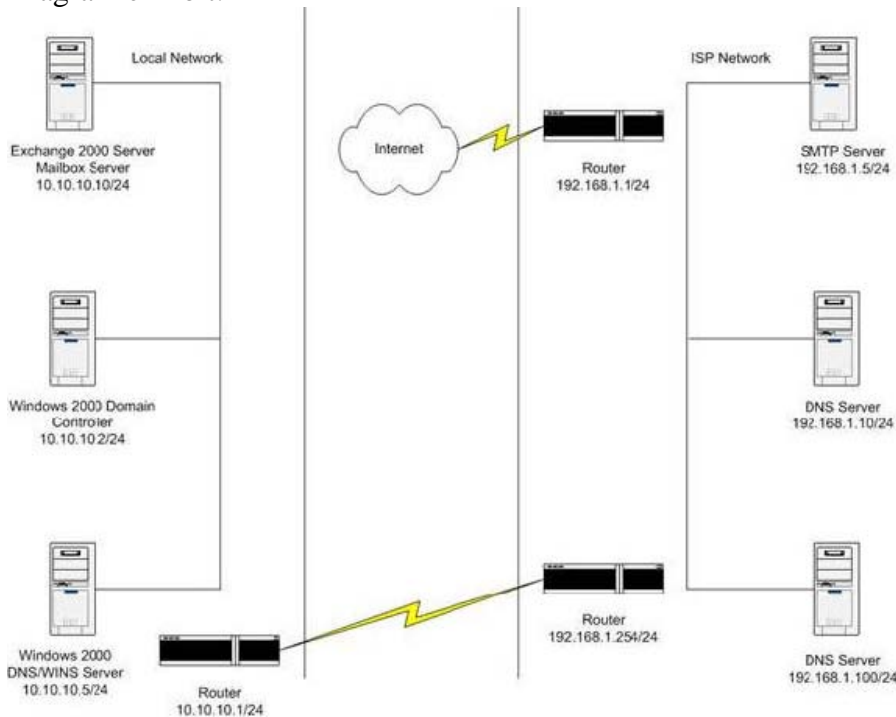 Local Network
ISP Network
Exchange 2000 Server
Mailbox Server
10.10.10.10/24
Internet
Router
192.168.1.1/24
SMTP Server
192.168.1.5/24
Windows 2000 Domain
Controller
10.10.10.2/24
DNS Server
192.168.1.10/24
Windows 2000
DNS/WINS Server
10.10.10.5/24
Router
10.10.10.1/24
Router
192.168.1.254/24
DNS Server
192.168.1.100/24